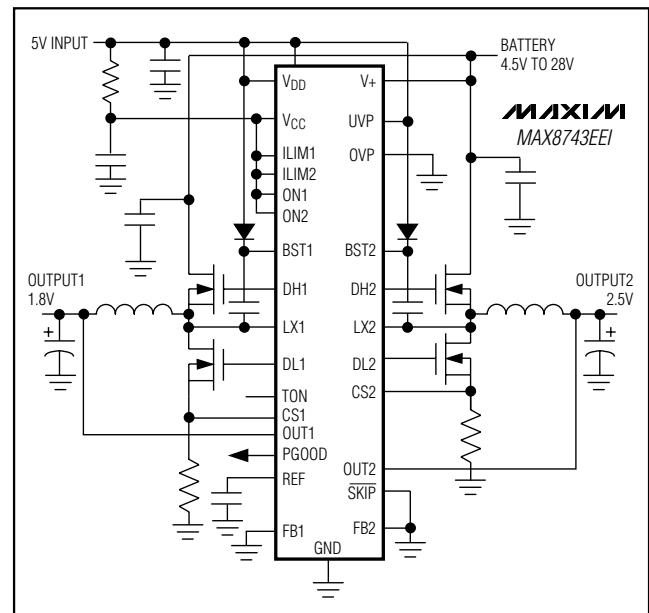 5V INPUT
BATTERY
4.5V TO 28V
VDD
V+
MAXIM
MAX8743EEI
VCC
UVP
ILIM1
OVP
ILIM2
ON1
ON2
BST1
BST2
OUTPUT1
1.8V
OUTPUT2
2.5V
DH1
DH2
+
+
LX1
LX2
DL1
DL2
TON
CS2
CS1
OUT1
PGOOD
OUT2
REF
SKIP
FB1
FB2
GND